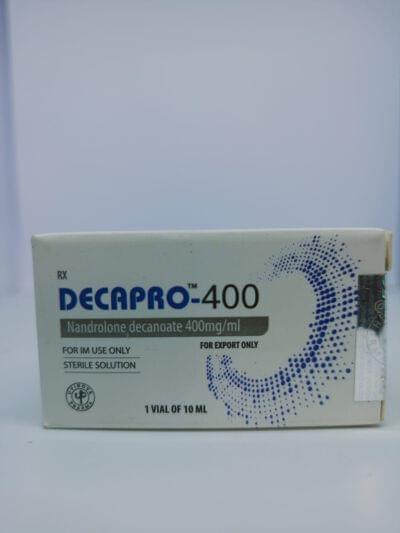 RX
DECAPRO™-400
Nandrolone decanoate 400mg/ml
FOR EXPORT ONLY
FOR IM USE ONLY
STERILE SOLUTION
1 VIAL OF 10 ML